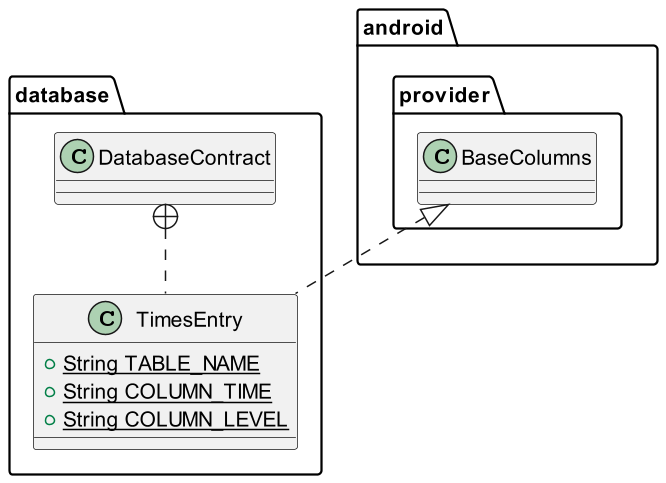 android
database
provider
C DatabaseContract
C BaseColumns
C TimesEntry
String TABLE_NAME
String COLUMN_TIME
String COLUMN_LEVEL